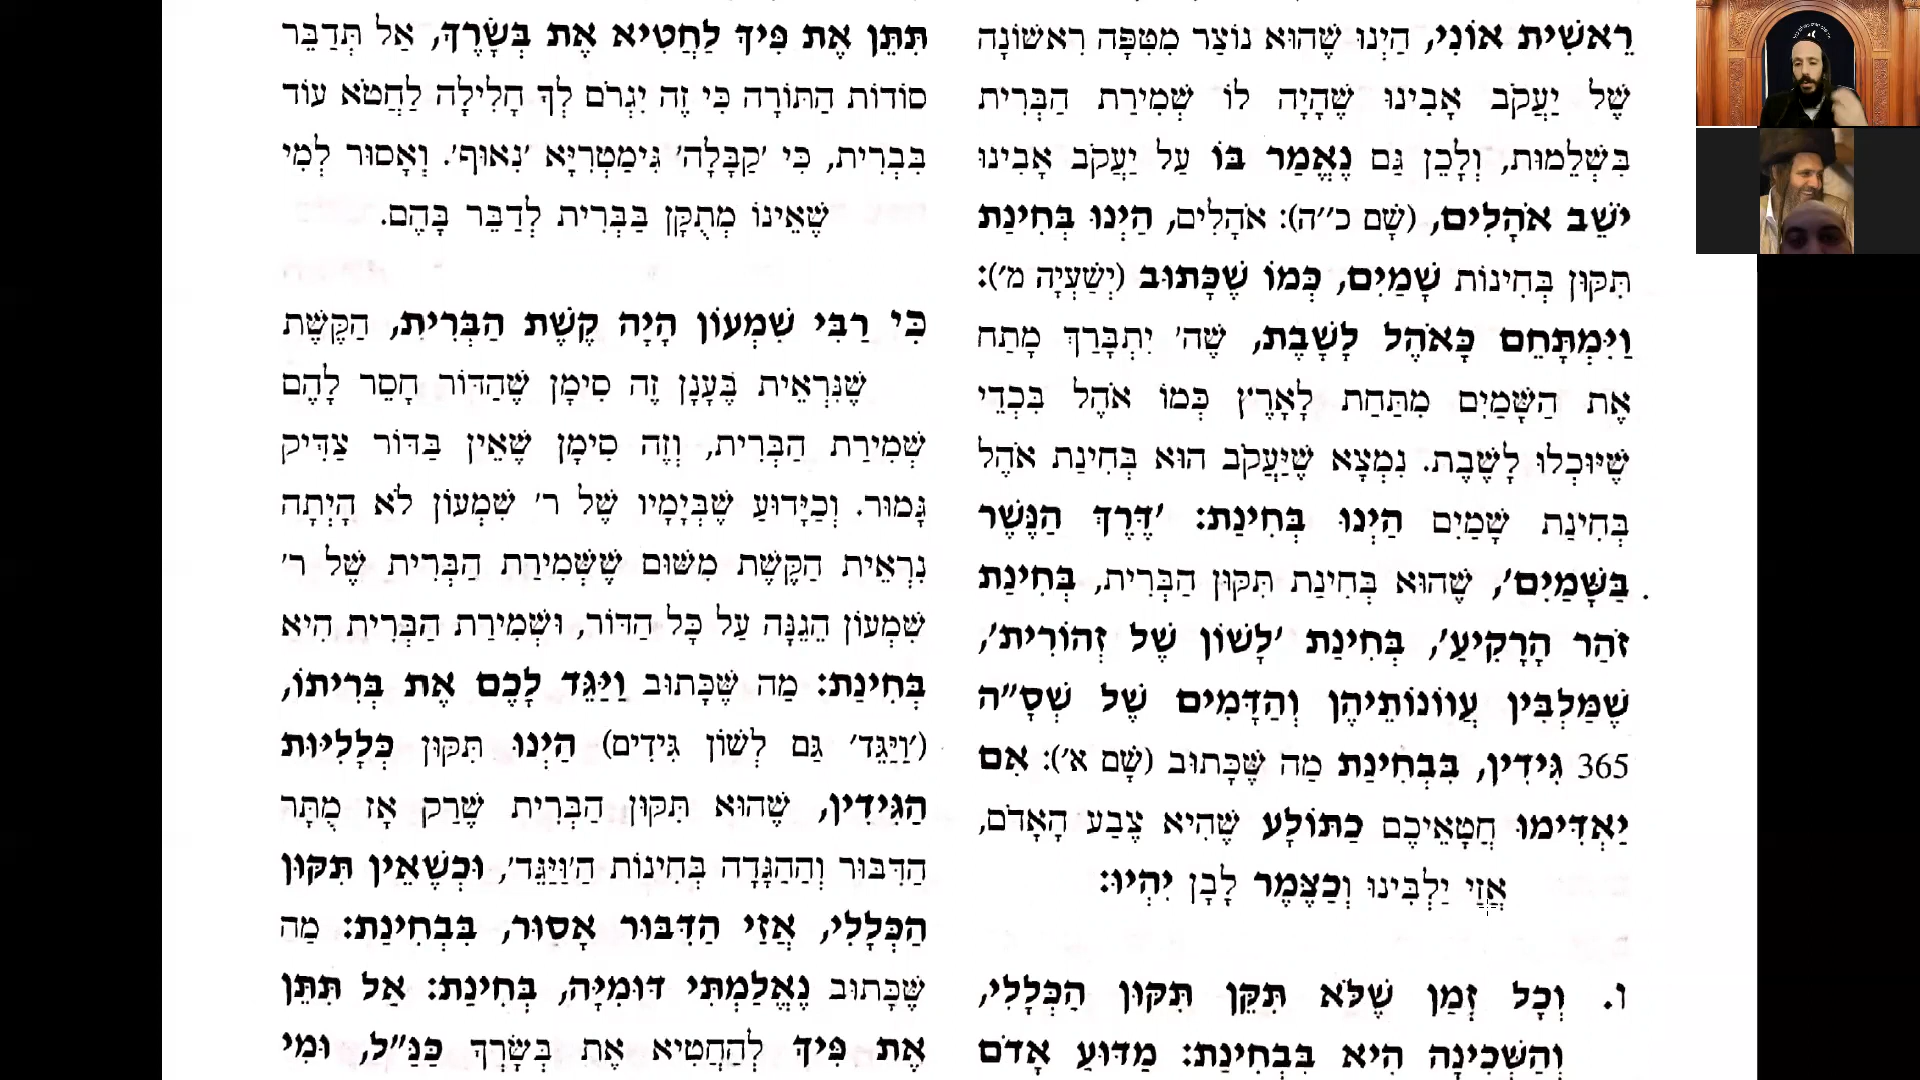 רֵאשִׁית אוֹנִי, הַיְנוּ שֶׁהוּא נוֹצַר מִטִּפָּה רִאשׁוֹנָה
שֶׁל יַעֲקֹב אָבִינוּ שֶׁהָיָה לוֹ שְׁמִירַת הַבְּרִית
בִּשְׁלֵמוּת, וְלָכֵן גַּם נֶאֱמַר בּוֹ עַל יַעֲקֹב אָבִינוּ
יֹשֵׁב אֹהָלִים, (שָׁם כ''ה): אֹהָלִים, הַיְנוּ בְּחִינַת
תִּקּוּן בְּחִינוֹת שָׁמַיִם, כְּמוֹ שֶׁכָּתוּב (יְשַׁעְיָה מ'):
וַיִּמְתָּחֵם כָּאֹהֶל לָשָׁבֶת, שֶׁה' יִתְבָּרַךְ מָתַח
אֶת הַשָּׁמַיִם מִתַּחַת לָאָרֶץ כְּמוֹ אֹהֶל בִּכְדֵי
שֶׁיּוּכְלוּ לָשֶׁבֶת. נִמְצָא שֶׁיַּעֲקֹב הוּא בְּחִינַת אֹהֶל
בְּחִינַת שָׁמַיִם הַיְנוּ בְּחִינַת: 'דֶּרֶךְ הַנֶּשֶׁר
בַּשָּׁמַיִם', שֶׁהוּא בְּחִינַת תִּקּוּן הַבְּרִית, בְּחִינַת
זֹהַר הָרָקִיעַ', בְּחִינַת 'לָשׁוֹן שֶׁל זְהוֹרִית',
שֶׁמַּלְבִּין עֲווֹנוֹתֵיהֶן וְהַדָּמִים שֶׁל שְׁסָ"ה
365 גִּידִין, בִּבְחִינַת מַה שֶּׁכָּתוּב (שָׁם א'): אִם
יַאְדִּימוּ חֲטָאֵיכֶם כַּתּוֹלָע שֶׁהִיא צֶבַע הָאָדֹם,
אֲזַי יַלְבִּינוּ וְכַצֶּמֶר לָבָן יִהְיוּ:
ו. וְכָל זְמַן שֶׁלֹּא תִּקֵּן תִּקּוּן הַכְּלָלִי,
וְהַשְּׁכִינָה הִיא בִּבְחִינַת: מַדּוּעַ אָדֹם
תִּתֵּן אֶת פִּיךָ לַחֲטִיא אֶת בְּשָׂרֶךָ, אַל תְּדַבֵּר
סוֹדוֹת הַתּוֹרָה כִּי זֶה יִגְרֹם לְךָ חָלִילָה לַחֲטֹא עוֹד
בַּבְּרִית, כִּי 'קַבָּלָה' גִּימַטְרִיָּא 'נִאוּף'. וְאָסוּר לְמִי
שֶׁאֵינוֹ מְתֻקָּן בַּבְּרִית לְדַבֵּר בָּהֶם.
כִּי רַבִּי שִׁמְעוֹן הָיָה קֶשֶׁת הַבְּרִית, הַקֶּשֶׁת
שֶׁנִּרְאֵית בֶּעָנָן זֶה סִימָן שֶׁהַדּוֹר חָסֵר לָהֶם
שְׁמִירַת הַבְּרִית, וְזֶה סִימָן שֶׁאֵין בַּדּוֹר צַדִּיק
גָּמוּר. וְכַיָּדוּעַ שֶׁבְּיָמָיו שֶׁל ר' שִׁמְעוֹן לֹא הָיְתָה
נִרְאֵית הַקֶּשֶׁת מִשּׁוּם שֶׁשְּׁמִירַת הַבְּרִית שֶׁל ר'
שִׁמְעוֹן הֵגֵנָּה עַל כָּל הַדּוֹר, וּשְׁמִירַת הַבְּרִית הִיא
בְּחִינַת: מַה שֶּׁכָּתוּב וַיַּגֵּד לָכֶם אֶת בְּרִיתוֹ,
('וַיַּגֵּד' גַּם לְשׁוֹן גִּידִים) הַיְנוּ תִּקּוּן כְּלָלִיּוּת
הַגִּידִין, שֶׁהוּא תִּקּוּן הַבְּרִית שֶׁרַק אָז מֻתָּר
הַדִּבּוּר וְהַהַגָּדָה בְּחִינוֹת הַ'וַּיַּגֵּד', וּכְשֶׁאֵין תִּקּוּן
הַכְּלָלִי, אֲזַי הַדִּבּוּר אָסוּר, בִּבְחִינַת: מַה
שֶּׁכָּתוּב נֶאֱלַמְתִּי דּוּמִיָּה, בְּחִינַת: אַל תִּתֵּן
אֶת פִּיךָ לְהַחֲטִיא אֶת בְּשָׂרֶךָ כַּנַּ"ל, וּמִי